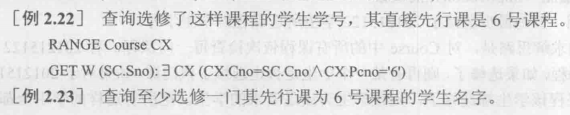 [例 2.22] 查询选修了这样课程的学生学号，其直接先行课是 6 号课程。
RANGE Course CX
GET W (SC.Sno): ∃ CX (CX.Cno=SC.Cno∧CX.Pcno='6')
[例 2.23] 查询至少选修一门其先行课为 6 号课程的学生名字。